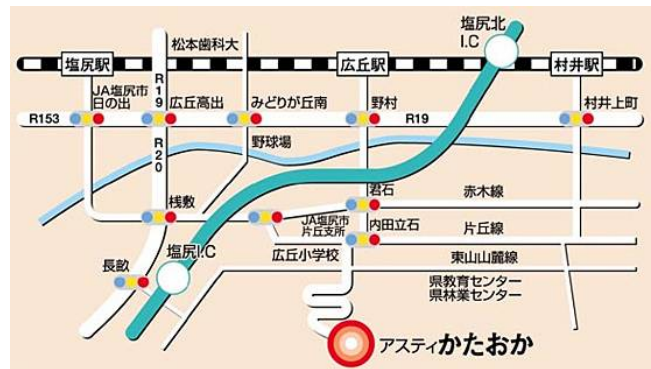 塩尻北
I.C
松本歯科大
塩尻駅
広丘駅
村井駅
JA塩尻市
日の出
R19
広丘高出
みどりが丘南
野村
村井上町
R153
R19
R20
野球場
君石
赤木線
桟敷
JA塩尻市
片丘支所
内田立石
片丘線
塩尻I.C
広丘小学校
東山山麓線
長畝
県教育センター
県林業センター
アスティかたおか